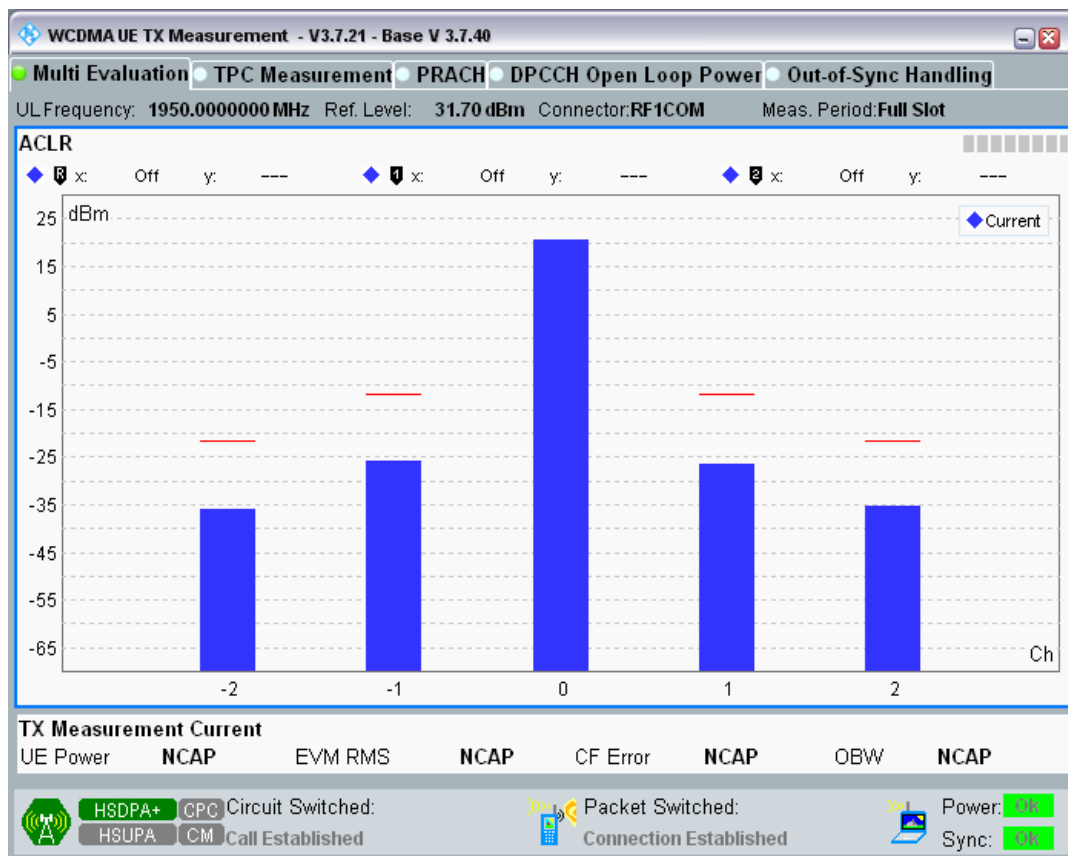 WCDMA UE TX Measurement - V3.7.21 - Base V 3.7.40
Multi Evaluation TPC Measurement PRACH DPCCH Open Loop Power Out-of-Sync Handling
UL Frequency: 1950.0000000 MHz Ref. Level: 31.70 dBm Connector:RF1COM Meas. Period:Full Slot
ACLR
R x: Off y: --- 1 x: Off y: --- 2 x: Off y: ---
dBm
Current
25
15
5
-5
-15
-25
-35
-45
-55
-65
Ch
-2 -1 0 1 2
TX Measurement Current
UE Power NCAP EVM RMS NCAP CF Error NCAP OBW NCAP
HSDPA+ CPC Circuit Switched: Packet Switched: Power: OK
HSUPA CM Call Established Connection Established Sync: OK